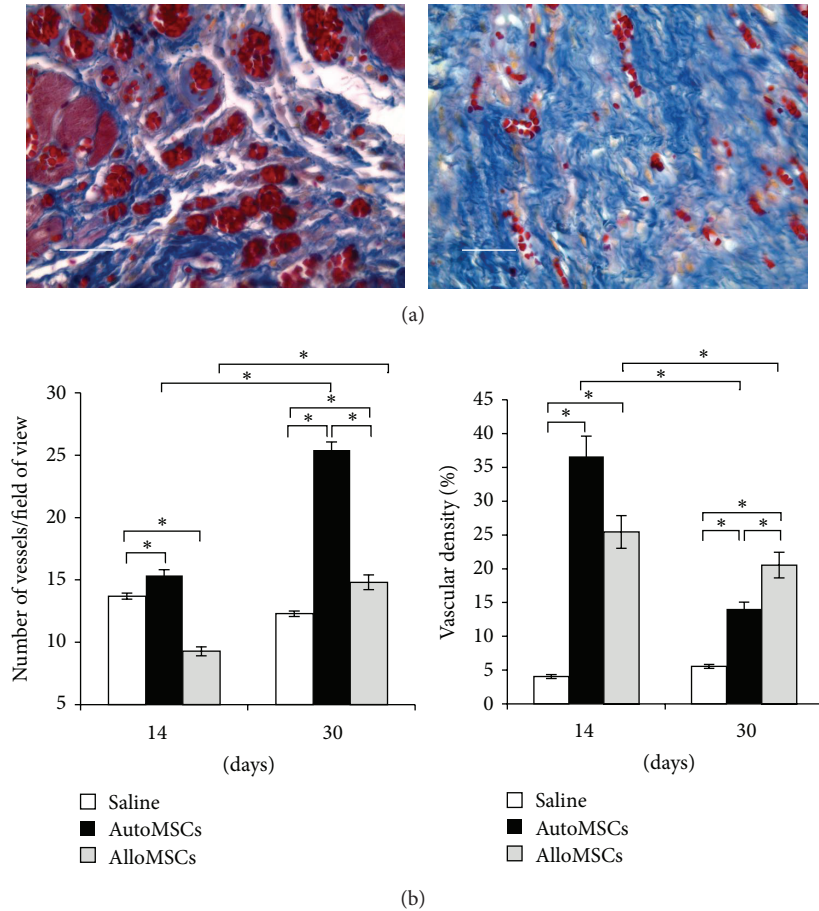 (a)
* *
30
25
20
15
10
5
Number of vessels/field of view
* * * * * *
14 30
(days)
Saline
AutoMSCs
AlloMSCs
* *
45
40
35
30
25
20
15
10
5
0
Vascular density (%)
* * * * *
14 30
(days)
Saline
AutoMSCs
AlloMSCs
(b)